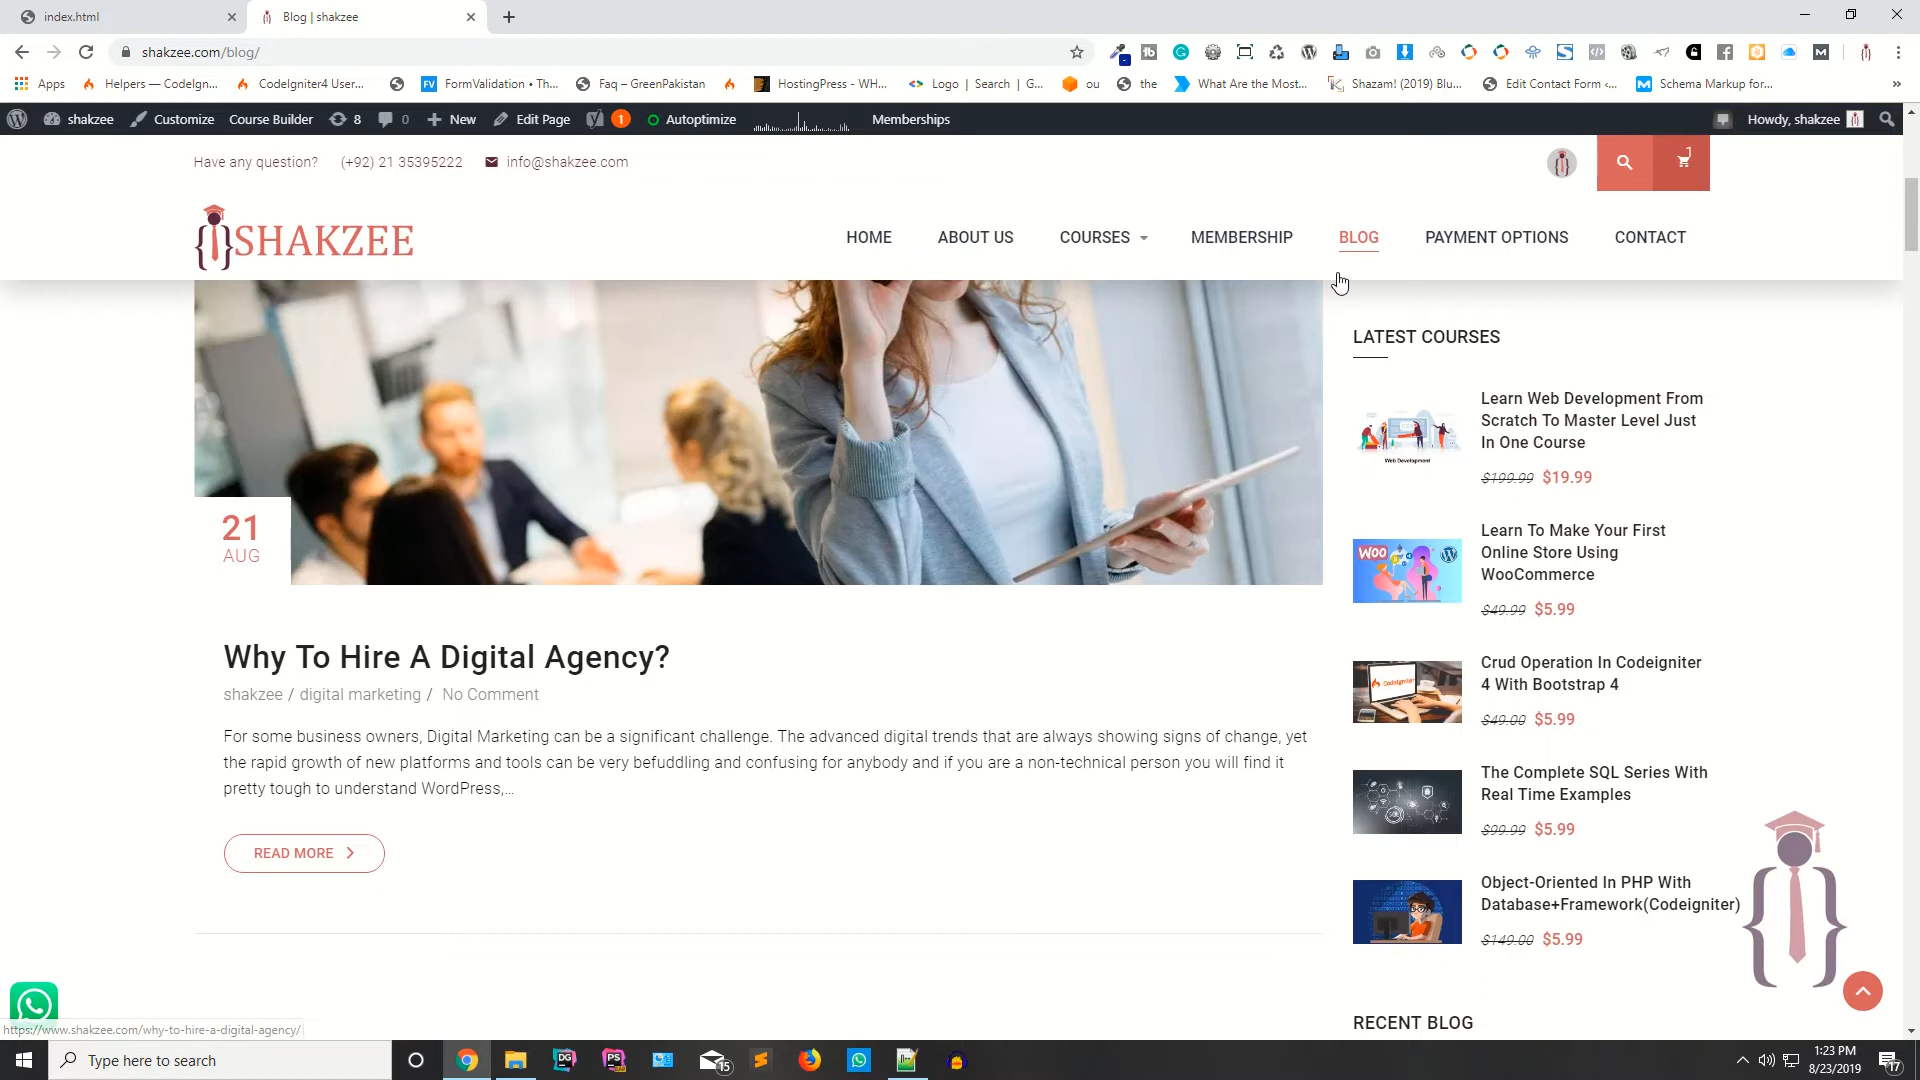 index.html
Blog | shakzee
shakzee.com/blog/
Apps
Helpers — CodeIgn...
CodeIgniter4 User...
FV
FormValidation • Th...
Faq – GreenPakistan
HostingPress - WH...
Logo | Search | G...
ou
the
What Are the Most...
Shazam! (2019) Blu...
Edit Contact Form ‹...
Schema Markup for...
»
shakzee
Customize
Course Builder
8
0
New
Edit Page
1
Autoptimize
Memberships
Howdy, shakzee
Have any question?
(+92) 21 35395222
info@shakzee.com
1
SHAKZEE
HOME
ABOUT US
COURSES
MEMBERSHIP
BLOG
PAYMENT OPTIONS
CONTACT
21
AUG
Why To Hire A Digital Agency?
shakzee / digital marketing / No Comment
For some business owners, Digital Marketing can be a significant challenge. The advanced digital trends that are always showing signs of change, yet
the rapid growth of new platforms and tools can be very befuddling and confusing for anybody and if you are a non-technical person you will find it
pretty tough to understand WordPress,...
READ MORE
LATEST COURSES
Web Development
Learn Web Development From
Scratch To Master Level Just
In One Course
$199.99 $19.99
WOO
Learn To Make Your First
Online Store Using
WooCommerce
$49.99 $5.99
CodeIgniter
Crud Operation In Codeigniter
4 With Bootstrap 4
$49.00 $5.99
The Complete SQL Series With
Real Time Examples
$99.99 $5.99
Object-Oriented In PHP With
Database+Framework(Codeigniter)
$149.00 $5.99
RECENT BLOG
https://www.shakzee.com/why-to-hire-a-digital-agency/
Type here to search
DG
PS
15
1:23 PM
8/23/2019
17